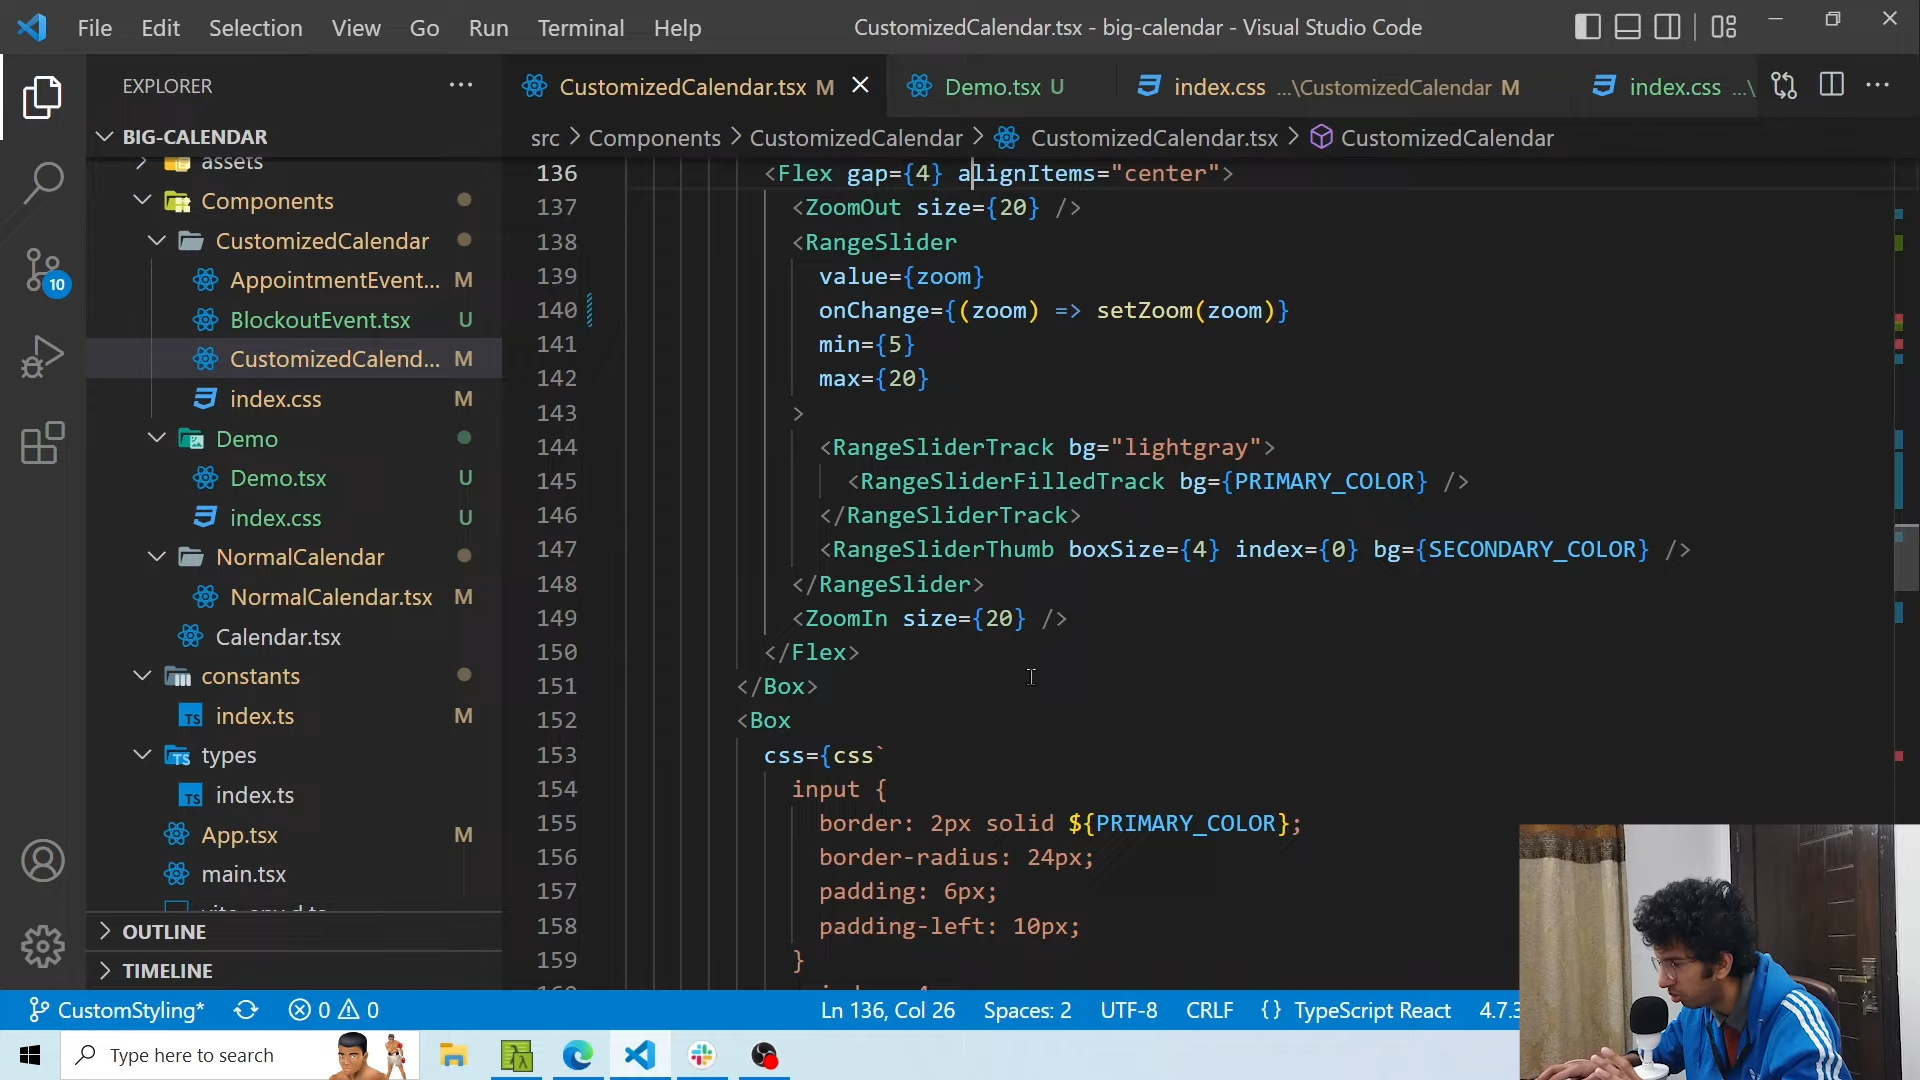 File Edit Selection View Go Run Terminal Help
CustomizedCalendar.tsx - big-calendar - Visual Studio Code
EXPLORER
BIG-CALENDAR
assets
Components
CustomizedCalendar
AppointmentEvent... M
BlockoutEvent.tsx U
CustomizedCalend... M
index.css M
Demo
Demo.tsx U
index.css U
NormalCalendar
NormalCalendar.tsx M
Calendar.tsx
constants
index.ts M
types
index.ts
App.tsx M
main.tsx
OUTLINE
TIMELINE
10
CustomizedCalendar.tsx M
Demo.tsx U
index.css ...\CustomizedCalendar M
index.css ...\
src > Components > CustomizedCalendar > CustomizedCalendar.tsx > CustomizedCalendar
136 <Flex gap={4} alignItems="center">
137 <ZoomOut size={20} />
138 <RangeSlider
139 value={zoom}
140 onChange={(zoom) => setZoom(zoom)}
141 min={5}
142 max={20}
143 >
144 <RangeSliderTrack bg="lightgray">
145 <RangeSliderFilledTrack bg={PRIMARY_COLOR} />
146 </RangeSliderTrack>
147 <RangeSliderThumb boxSize={4} index={0} bg={SECONDARY_COLOR} />
148 </RangeSlider>
149 <ZoomIn size={20} />
150 </Flex>
151 </Box>
152 <Box
153 css={css`
154 input {
155 border: 2px solid ${PRIMARY_COLOR};
156 border-radius: 24px;
157 padding: 6px;
158 padding-left: 10px;
159 }
CustomStyling* 0 0 Ln 136, Col 26 Spaces: 2 UTF-8 CRLF {} TypeScript React 4.7.3
Type here to search